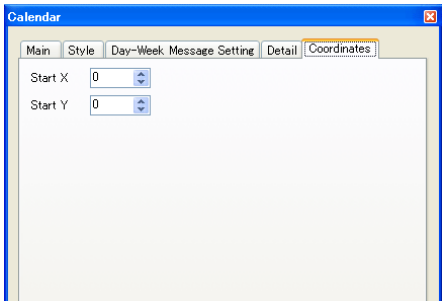 Calendar
Main Style Day-Week Message Setting Detail Coordinates
Start X 0
Start Y 0